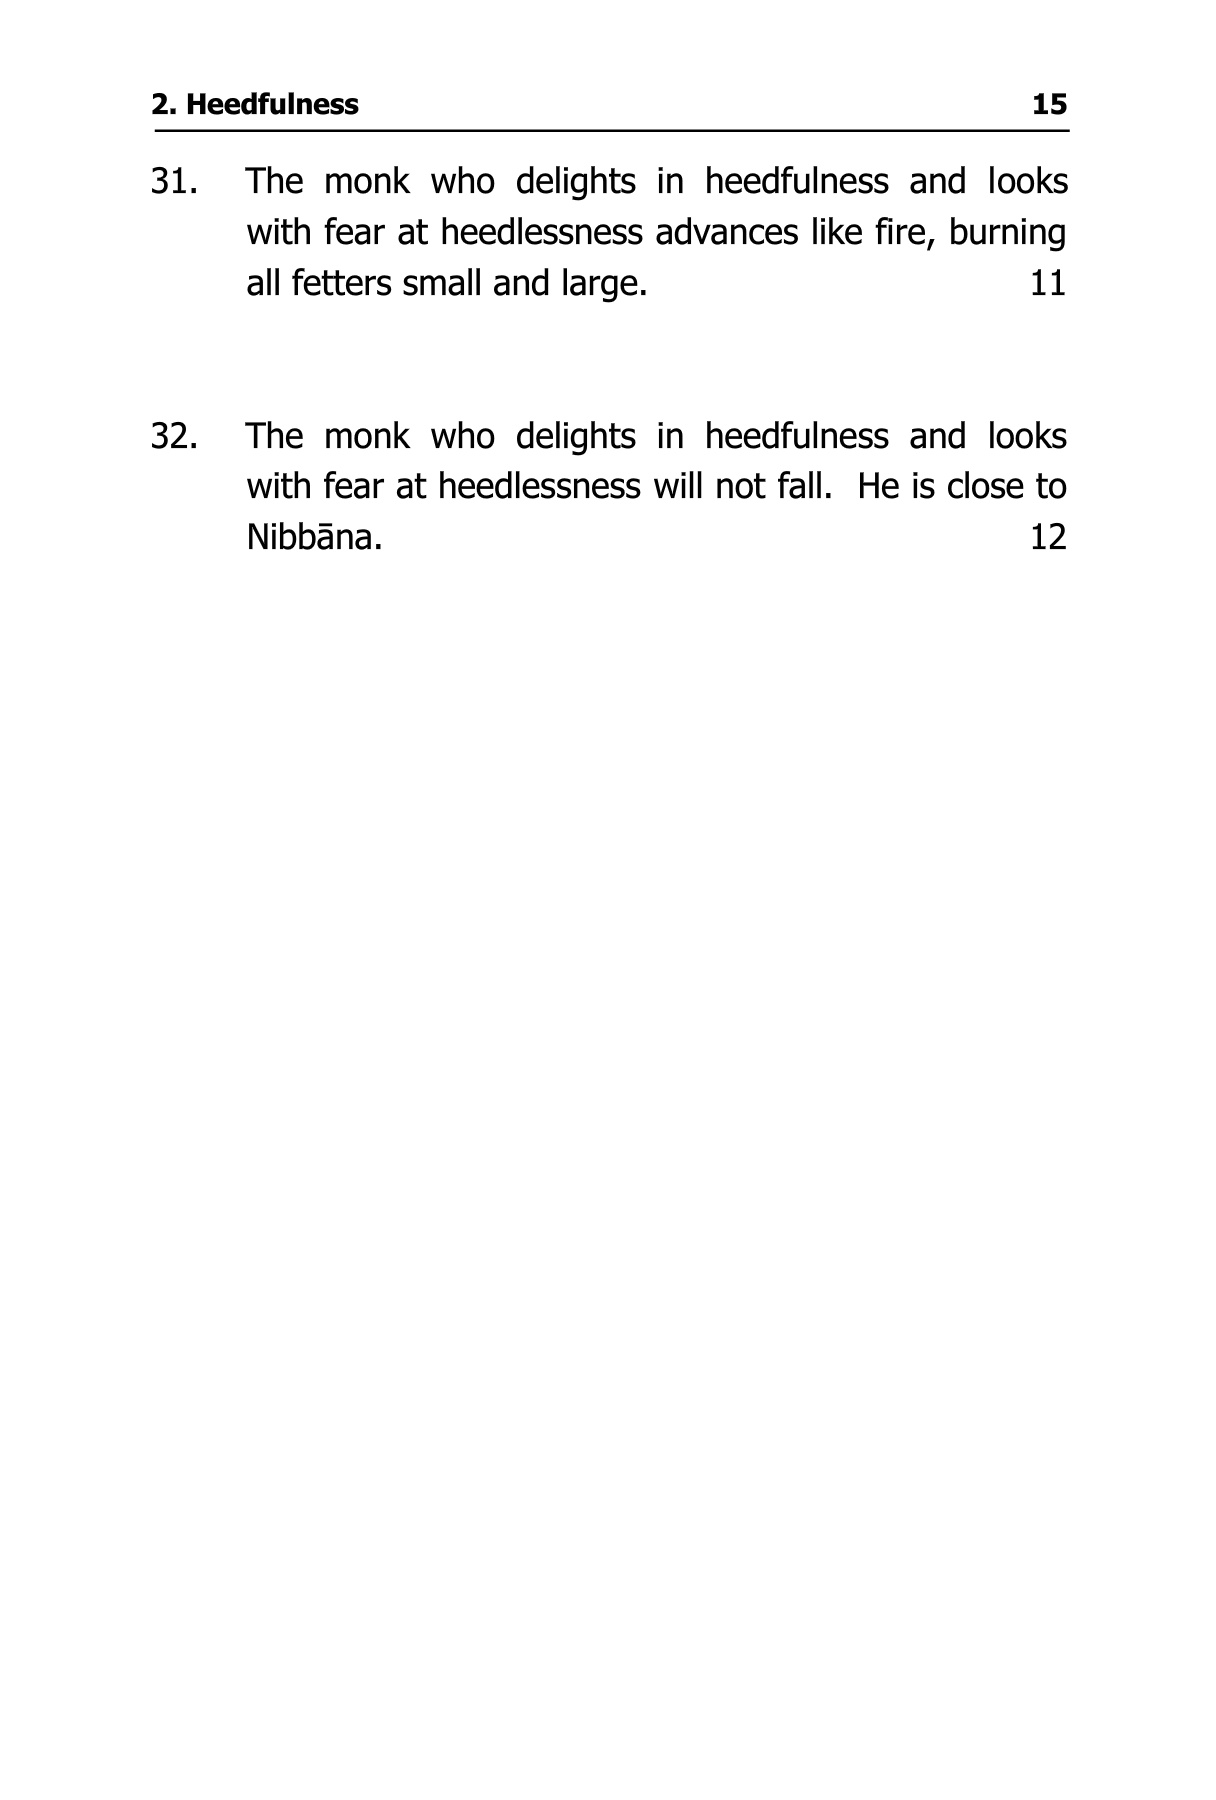 2. Heedfulness 15
31. The monk who delights in heedfulness and looks
with fear at heedlessness advances like fire, burning
all fetters small and large. 11
32. The monk who delights in heedfulness and looks
with fear at heedlessness will not fall.  He is close to
Nibbāna. 12